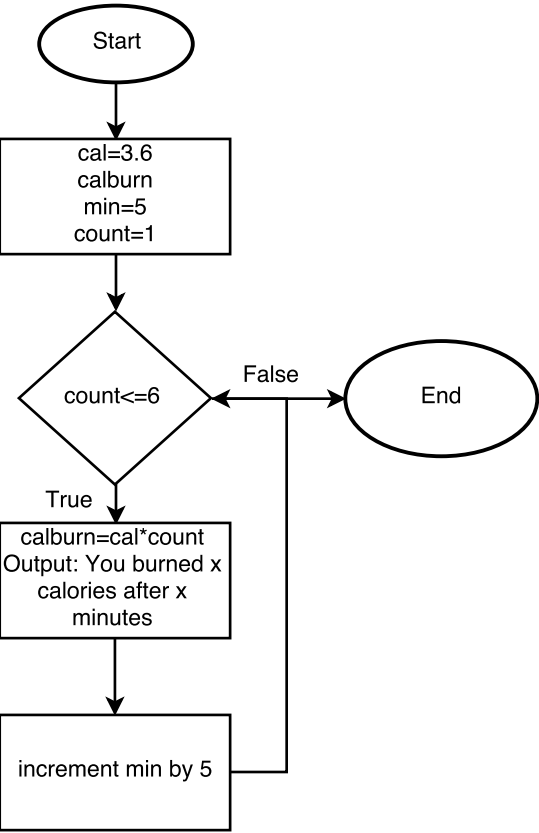 Start
cal=3.6
calburn
min=5
count=1
count<=6
False
End
True
calburn=cal*count
Output: You burned x
calories after x
minutes
increment min by 5